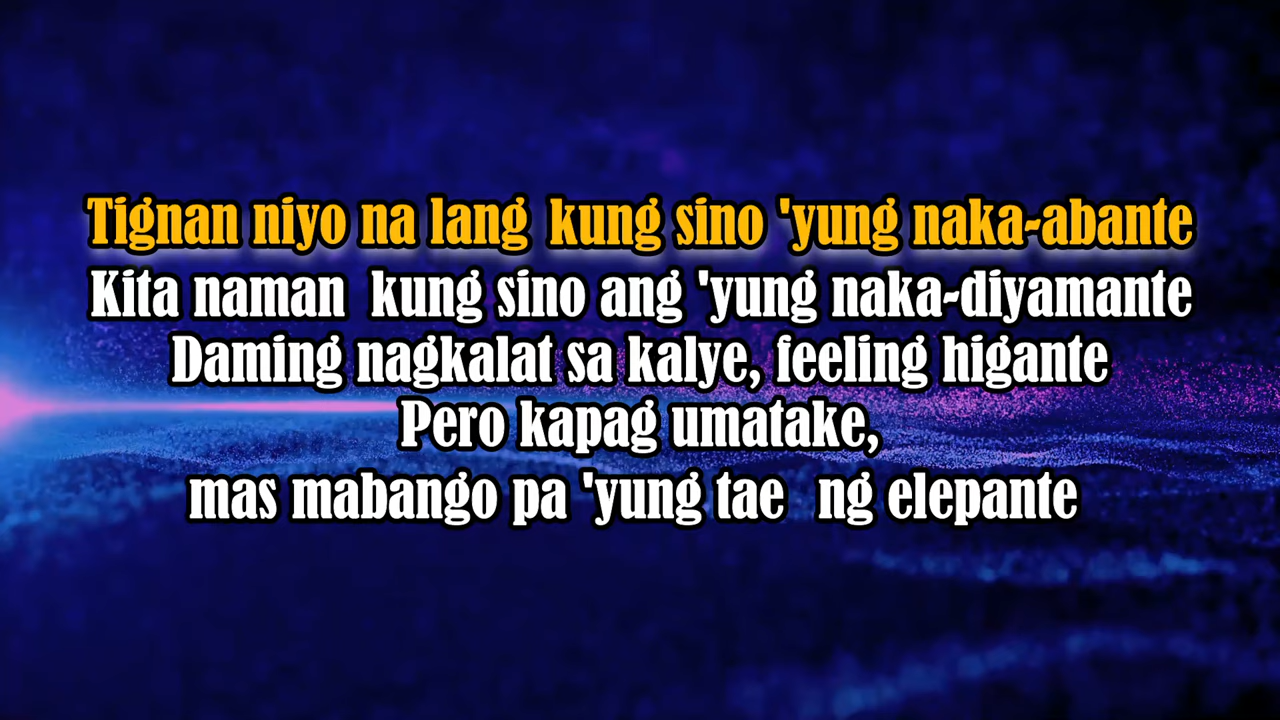 Tignan niyo na lang kung sino 'yung naka-abante
Kita naman kung sino ang 'yung naka-diyamante
Daming nagkalat sa kalye, feeling higante
Pero kapag umatake,
mas mabango pa 'yung tae ng elepante